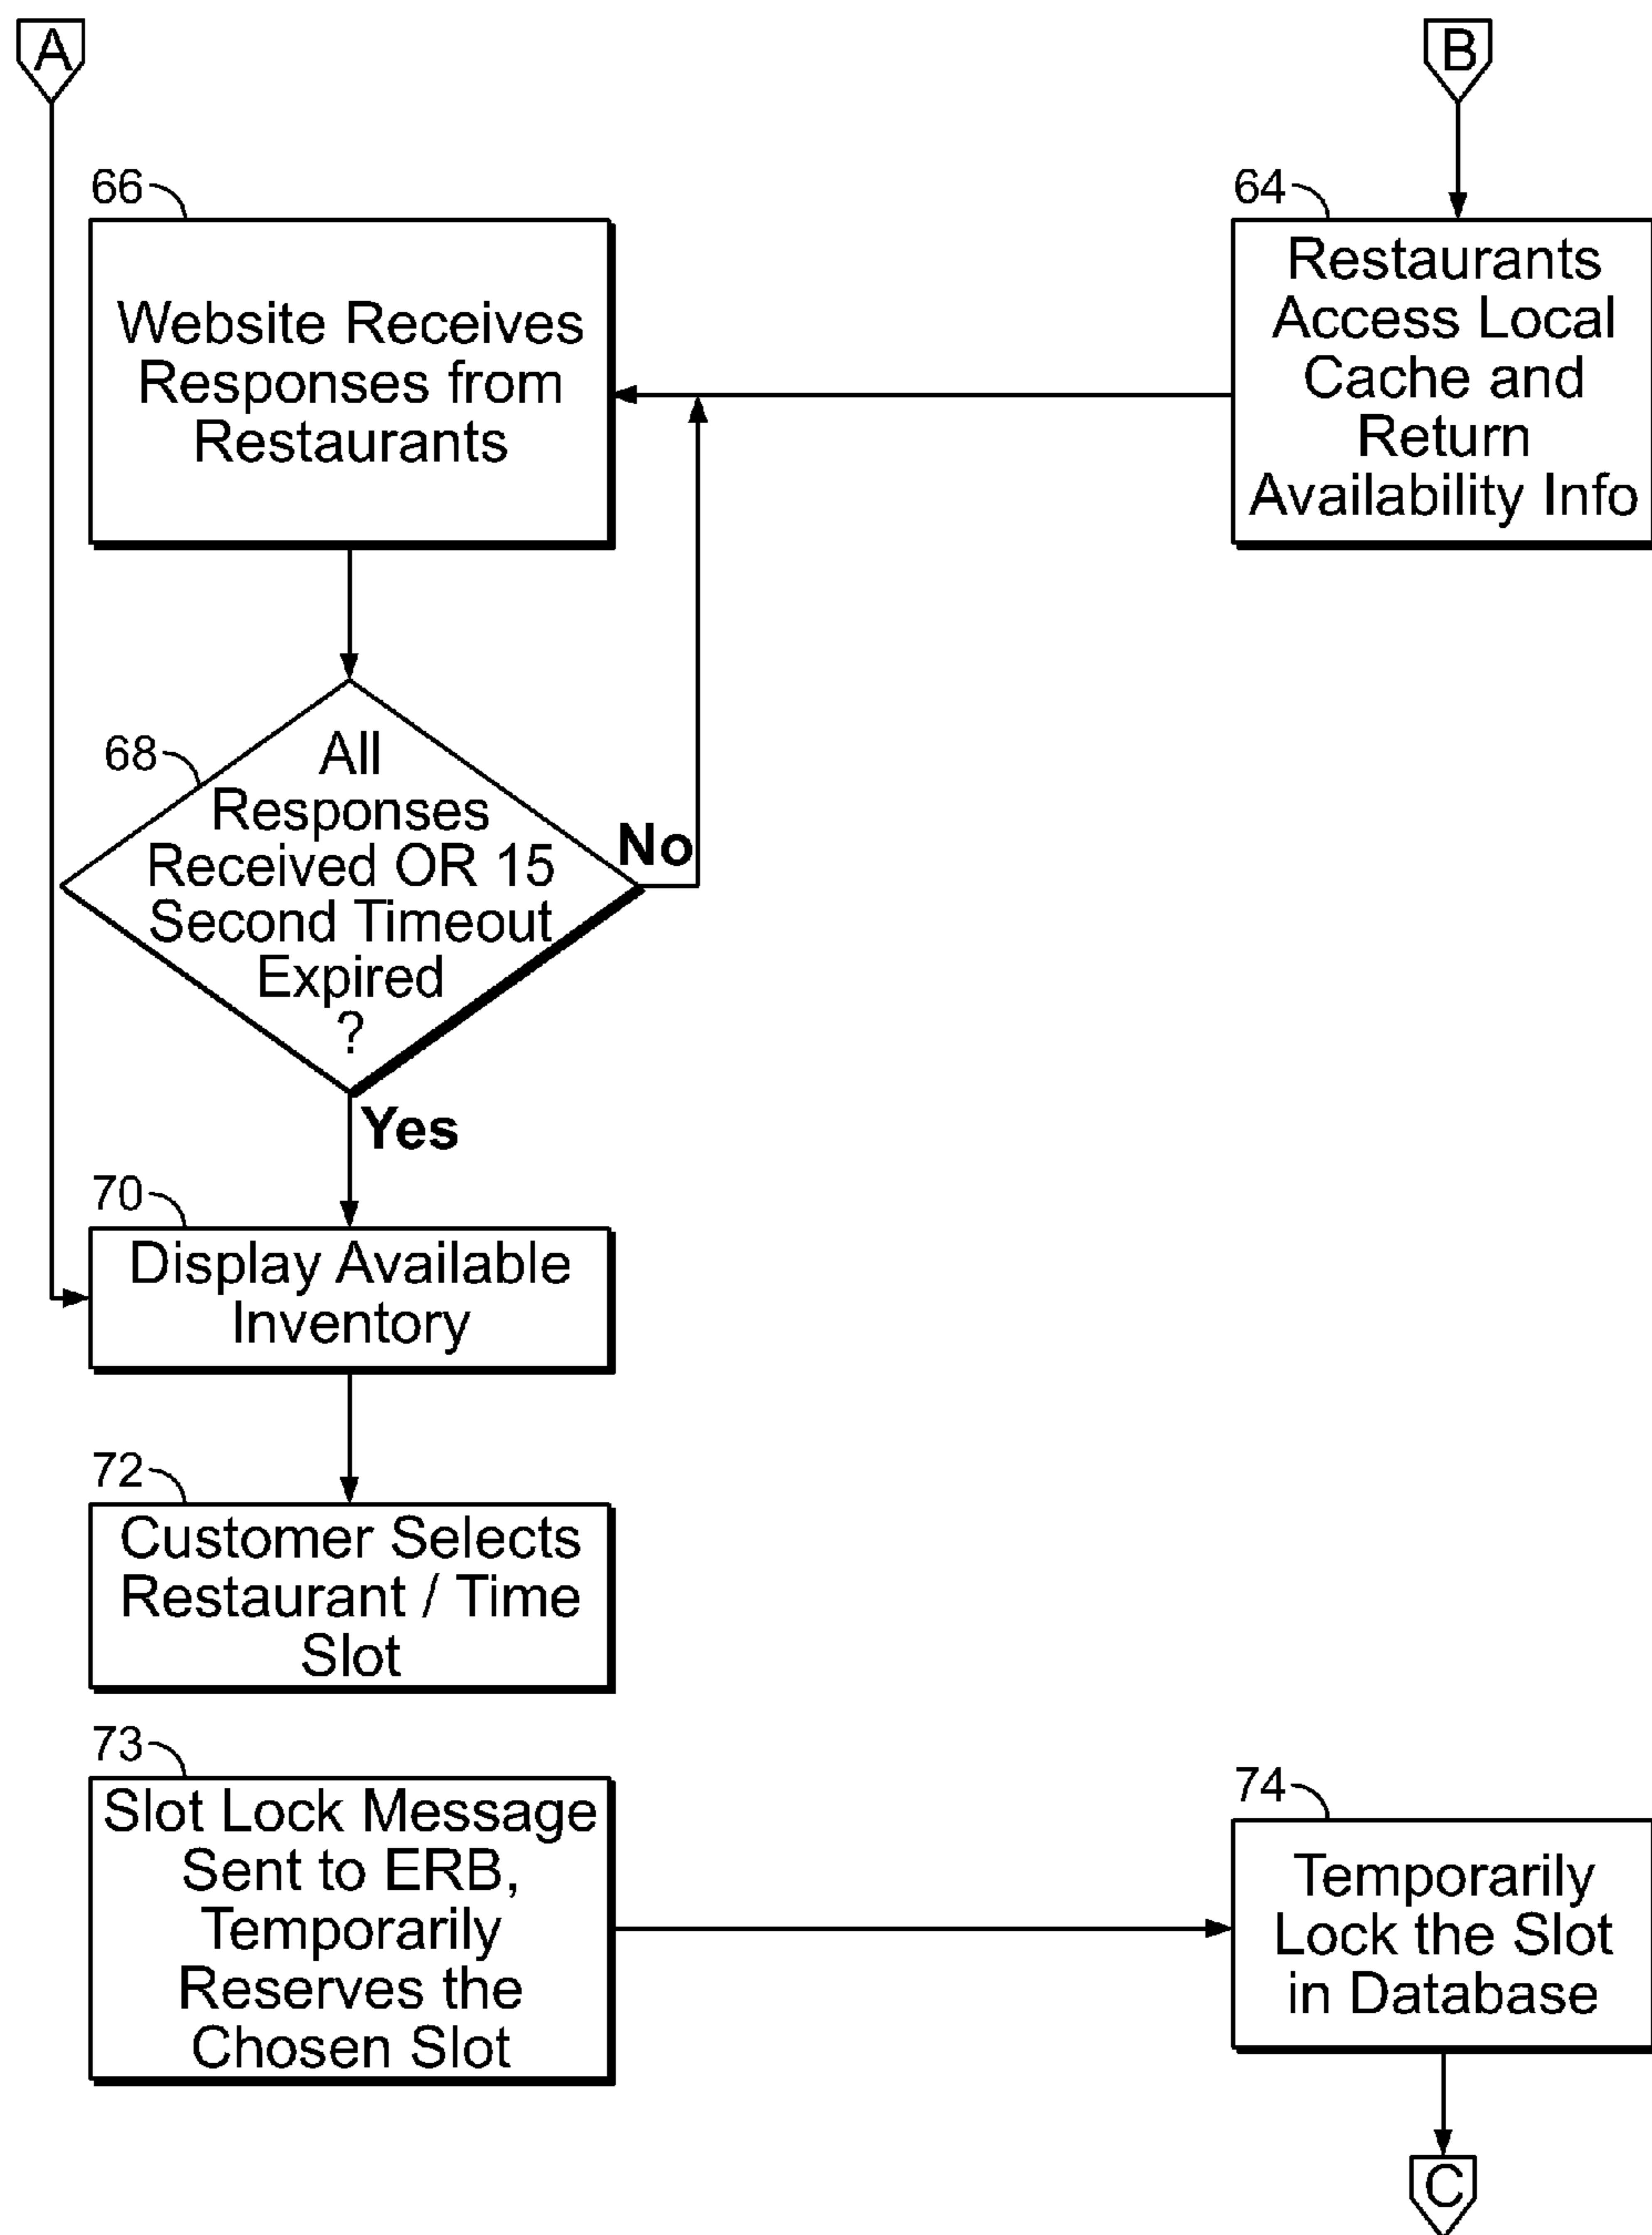 A
B
66
Website Receives
Responses from
Restaurants
64
Restaurants
Access Local
Cache and
Return
Availability Info
68
All
Responses
Received OR 15
Second Timeout
Expired
?
No
Yes
70
Display Available
Inventory
72
Customer Selects
Restaurant / Time
Slot
73
Slot Lock Message
Sent to ERB,
Temporarily
Reserves the
Chosen Slot
74
Temporarily
Lock the Slot
in Database
C